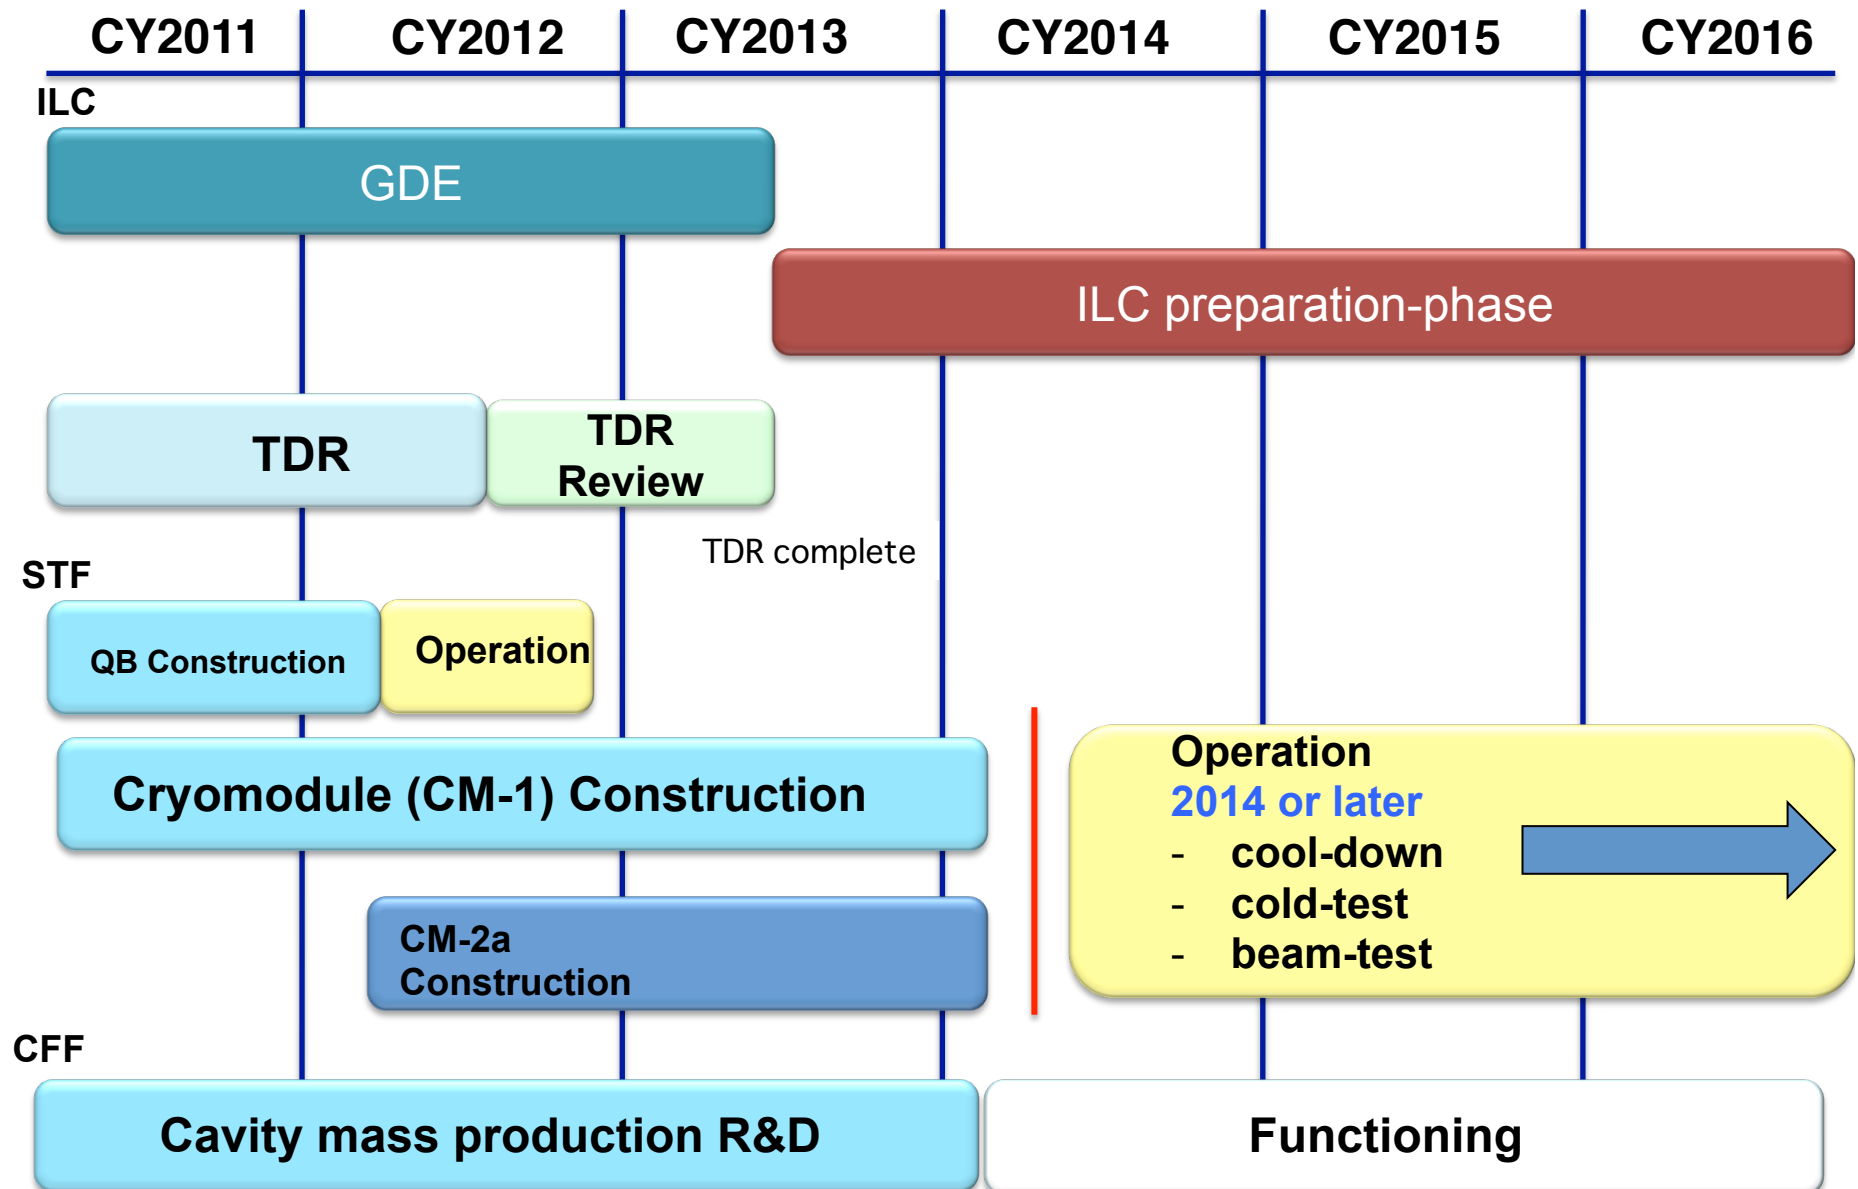 CY2011 CY2012 CY2013 CY2014 CY2015 CY2016
ILC
GDE
ILC preparation-phase
TDR
TDR
Review
TDR complete
STF
QB Construction
Operation
Cryomodule (CM-1) Construction
Operation
2014 or later
- cool-down
- cold-test
- beam-test
CM-2a
Construction
CFF
Cavity mass production R&D
Functioning